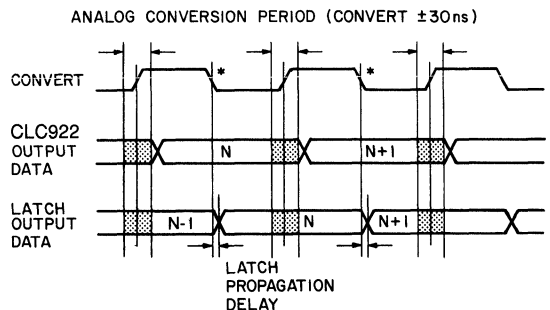 ANALOG CONVERSION PERIOD (CONVERT ±30ns)
CONVERT
*
*
CLC922
OUTPUT
DATA
N
N+1
LATCH
OUTPUT
DATA
N-1
N
N+1
LATCH
PROPAGATION
DELAY